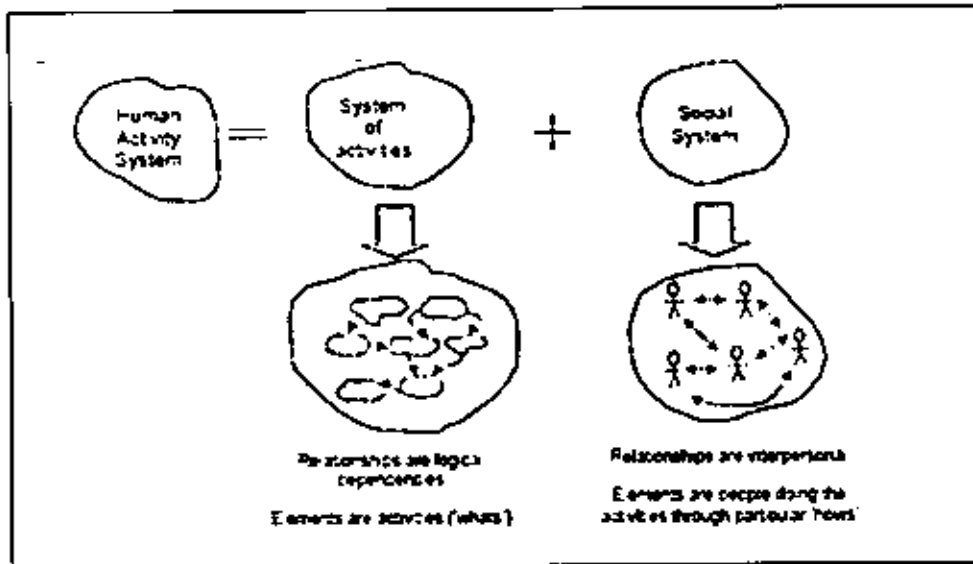 Human
Activity
System
=
System
of
activities
+
Social
System
Relationships are logical
dependencies
Elements are activities ('whats')
Relationships are interpersonal
Elements are people doing the
activities through particular 'hows'